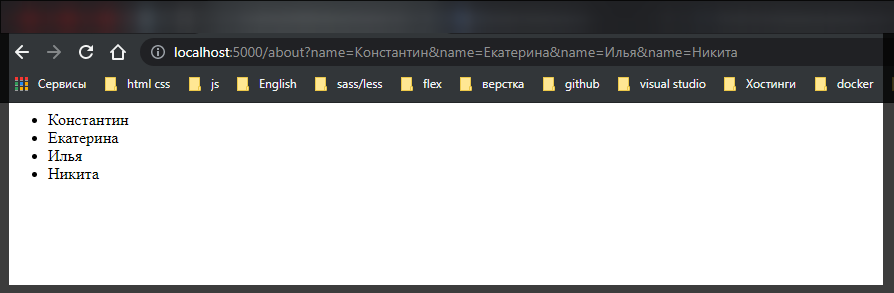 localhost:5000/about?name=Константин&name=Екатерина&name=Илья&name=Никита
Сервисы html css js English sass/less flex верстка github visual studio Хостинги docker
Константин
Екатерина
Илья
Никита